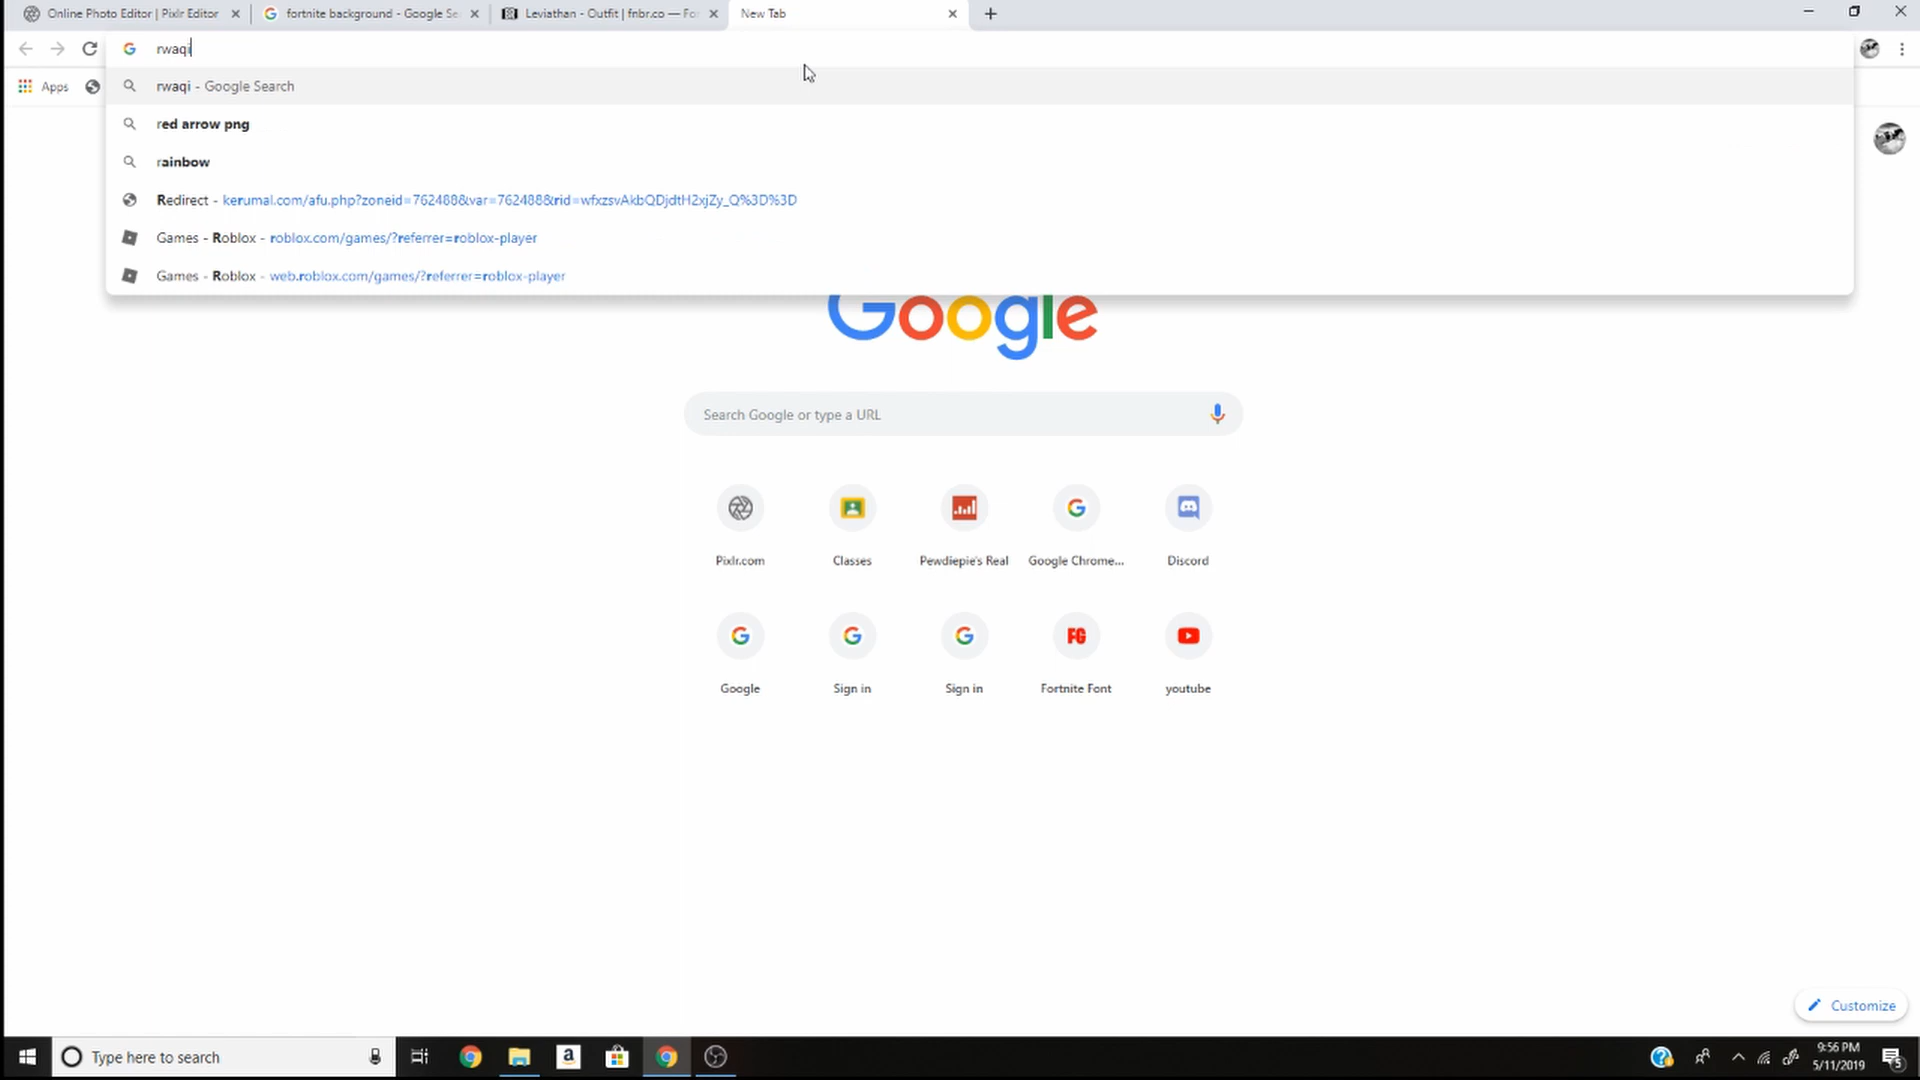 Online Photo Editor | Pixlr Editor
fortnite background - Google Se
Leviathan - Outfit | fnbr.co — Fo
New Tab
rwaqi
Apps
rwaqi - Google Search
red arrow png
rainbow
Redirect - kerumal.com/afu.php?zoneid=762488&var=762488&rid=wfxzsvAkbQDjdtH2xjZy_Q%3D%3D
Games - Roblox - roblox.com/games/?referrer=roblox-player
Games - Roblox - web.roblox.com/games/?referrer=roblox-player
Google
Search Google or type a URL
Pixlr.com
Classes
Pewdiepie's Real
Google Chrome...
Discord
FG
Google
Sign in
Sign in
Fortnite Font
youtube
Customize
Type here to search
a
9:56 PM
5/11/2019
5